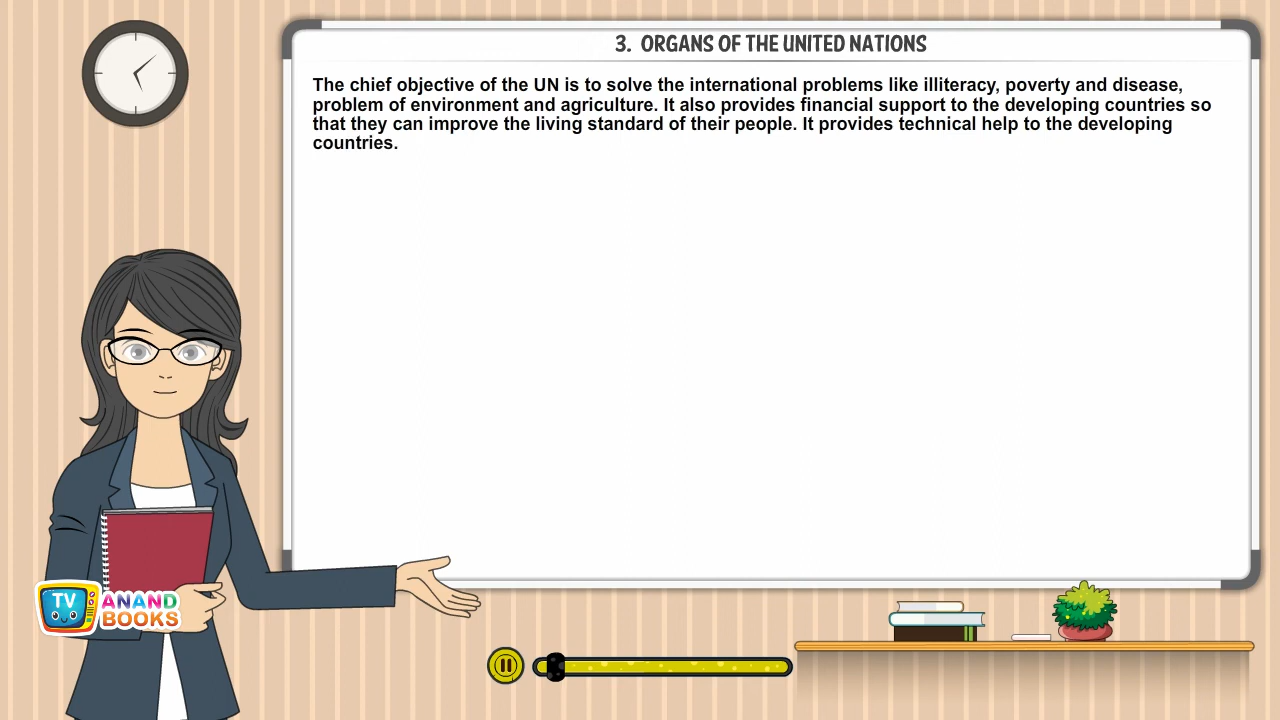 3. ORGANS OF THE UNITED NATIONS
The chief objective of the UN is to solve the international problems like illiteracy, poverty and disease,
problem of environment and agriculture. It also provides financial support to the developing countries so
that they can improve the living standard of their people. It provides technical help to the developing
countries.
TV
ANAND
BOOKS